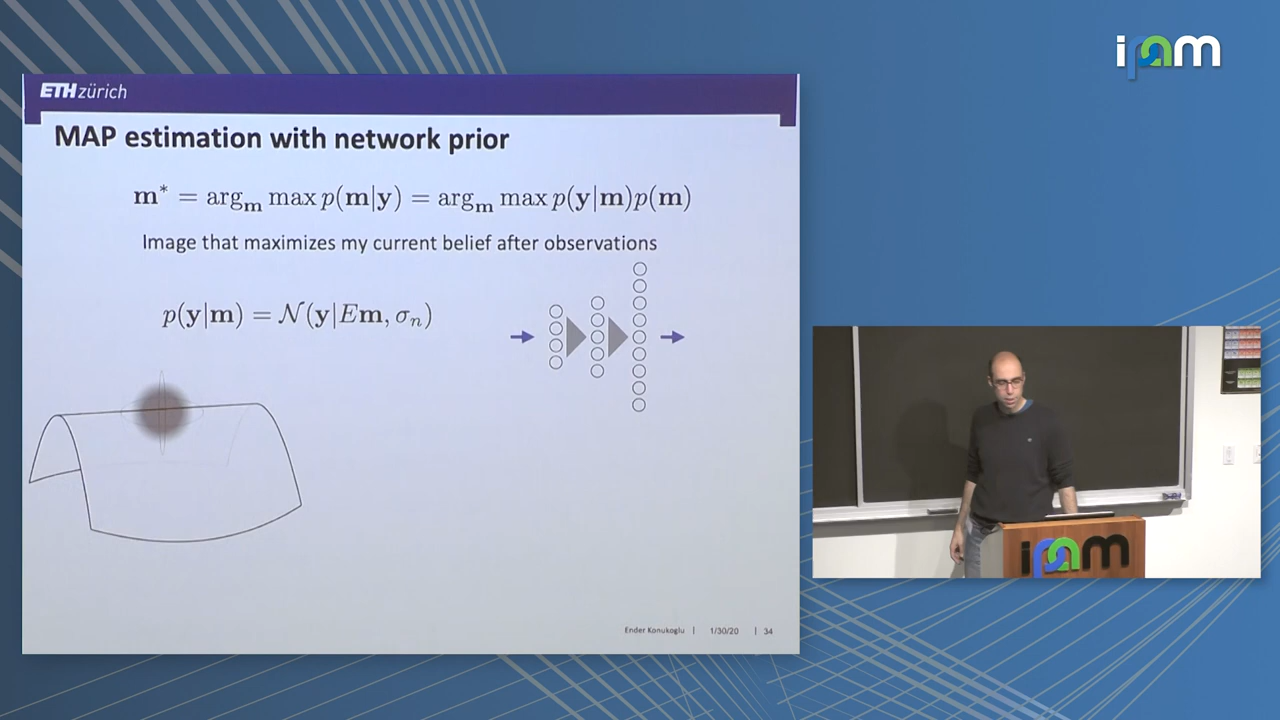 ipam
ETH zürich
MAP estimation with network prior
m* = arg_m max p(m|y) = arg_m max p(y|m)p(m)
Image that maximizes my current belief after observations
p(y|m) = 𝒩(y|Em, σ_n)
Ender Konukoglu | 1/30/20 | 34
ipam